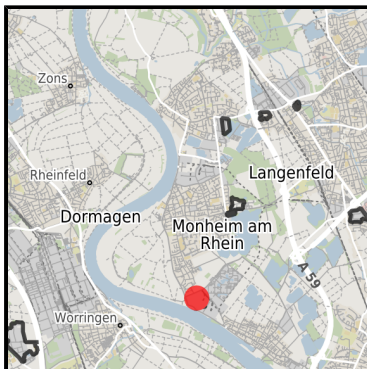 Zons
Rheinfeld
Langenfeld
Dormagen
Monheim am
Rhein
A 59
Worringen